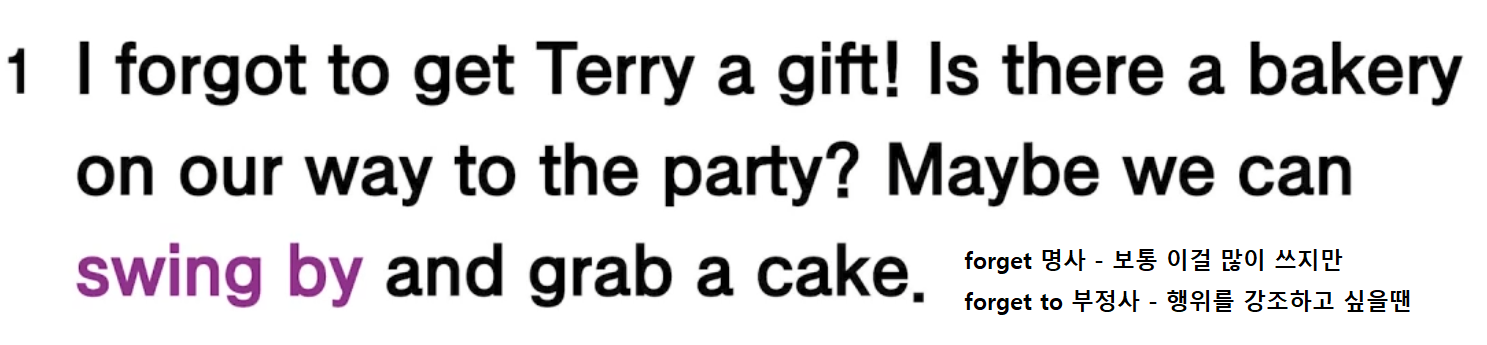 1 I forgot to get Terry a gift! Is there a bakery
on our way to the party? Maybe we can
swing by and grab a cake.
forget 명사 - 보통 이걸 많이 쓰지만
forget to 부정사 - 행위를 강조하고 싶을땐